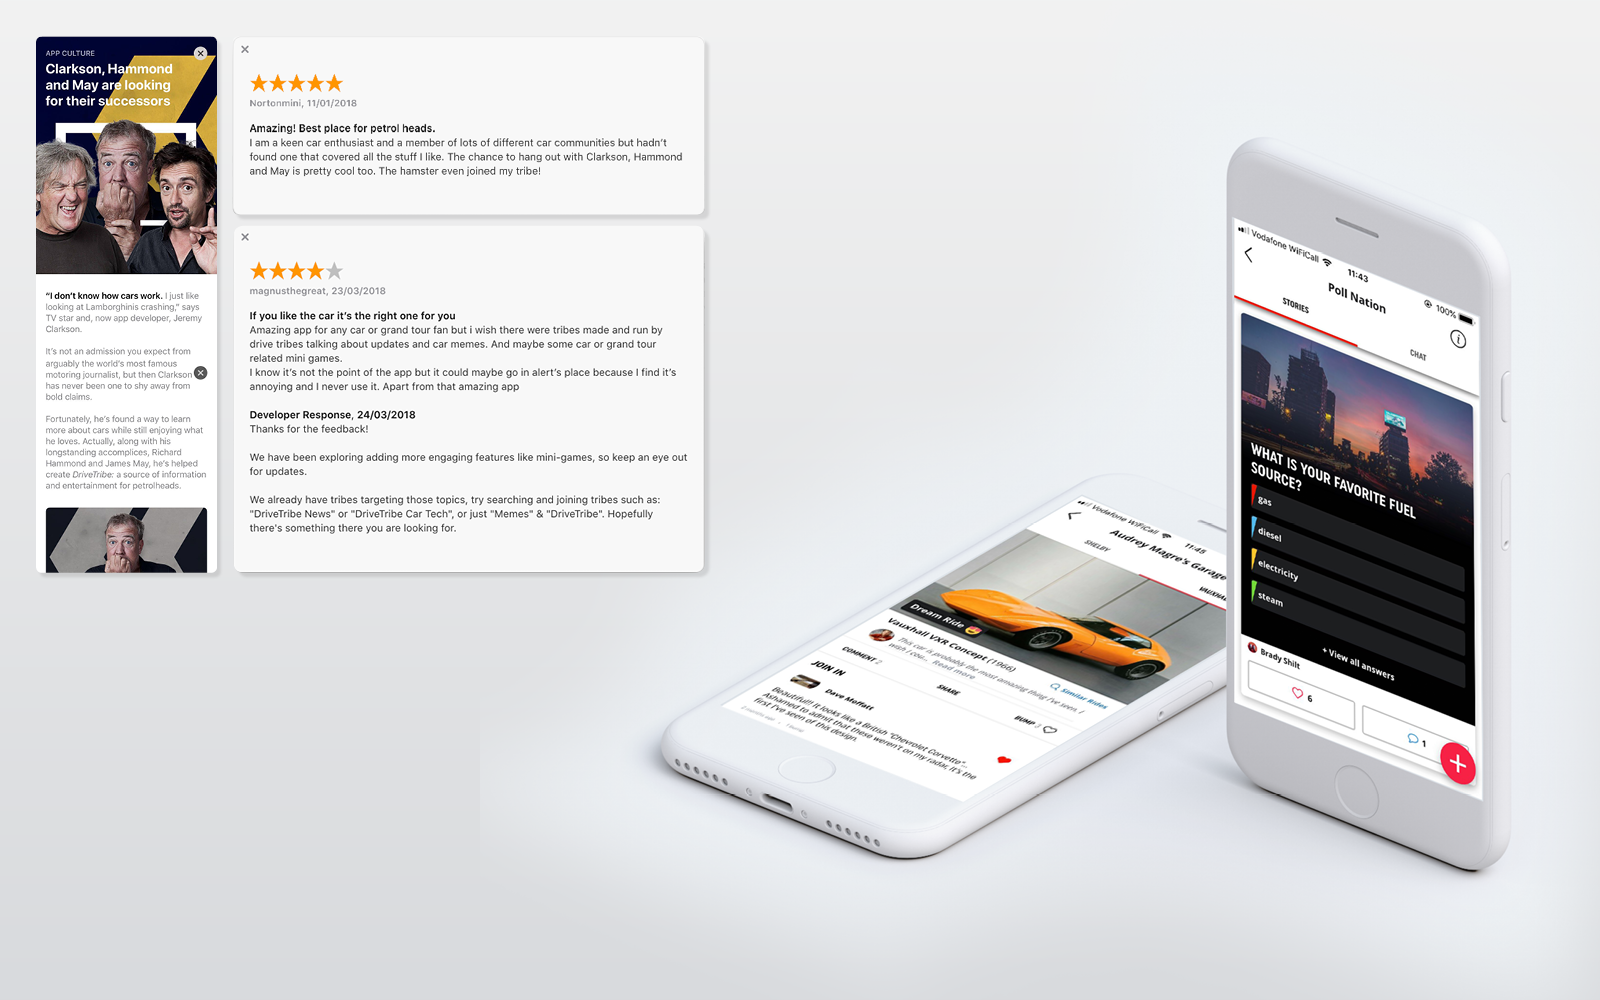 APP CULTURE
Clarkson, Hammond
and May are looking
for their successors
“I don’t know how cars work. I just like
looking at Lamborghinis crashing,” says
TV star and, now app developer, Jeremy
Clarkson.
It’s not an admission you expect from
arguably the world’s most famous
motoring journalist, but then Clarkson
has never been one to shy away from
bold claims.
Fortunately, he’s found a way to learn
more about cars while still enjoying what
he loves. Actually, along with his
longstanding accomplices, Richard
Hammond and James May, he’s helped
create DriveTribe: a source of information
and entertainment for petrolheads.
Nortonmini, 11/01/2018
Amazing! Best place for petrol heads.
I am a keen car enthusiast and a member of lots of different car communities but hadn’t
found one that covered all the stuff I like. The chance to hang out with Clarkson, Hammond
and May is pretty cool too. The hamster even joined my tribe!
magnusthegreat, 23/03/2018
If you like the car it’s the right one for you
Amazing app for any car or grand tour fan but i wish there were tribes made and run by
drive tribes talking about updates and car memes. And maybe some car or grand tour
related mini games.
I know it’s not the point of the app but it could maybe go in alert’s place because I find it’s
annoying and I never use it. Apart from that amazing app
Developer Response, 24/03/2018
Thanks for the feedback!
We have been exploring adding more engaging features like mini-games, so keep an eye out
for updates.
We already have tribes targeting those topics, try searching and joining tribes such as:
"DriveTribe News" or "DriveTribe Car Tech", or just "Memes" & "DriveTribe". Hopefully
there's something there you are looking for.
Vodafone WiFiCall 11:45
Audrey Magre's Garage
SHELBY
Dream Ride
Vauxhall VXR Concept (1966)
This car is probably the most amazing thing I've seen. I
wish I cou... Read more
Similar Rides
COMMENT 2
SHARE
BUMP
JOIN IN
Dave Moffatt
Beautiful!! It looks like a British "Chevrolet Corvette"...
Ashamed to admit that these weren't on my radar, it's the
first I've seen of this design.
Vodafone WiFiCall 11:43 100%
Poll Nation
STORIES
CHAT
WHAT IS YOUR FAVORITE FUEL
SOURCE?
gas
diesel
electricity
steam
+ View all answers
Brady Shilt
6
1